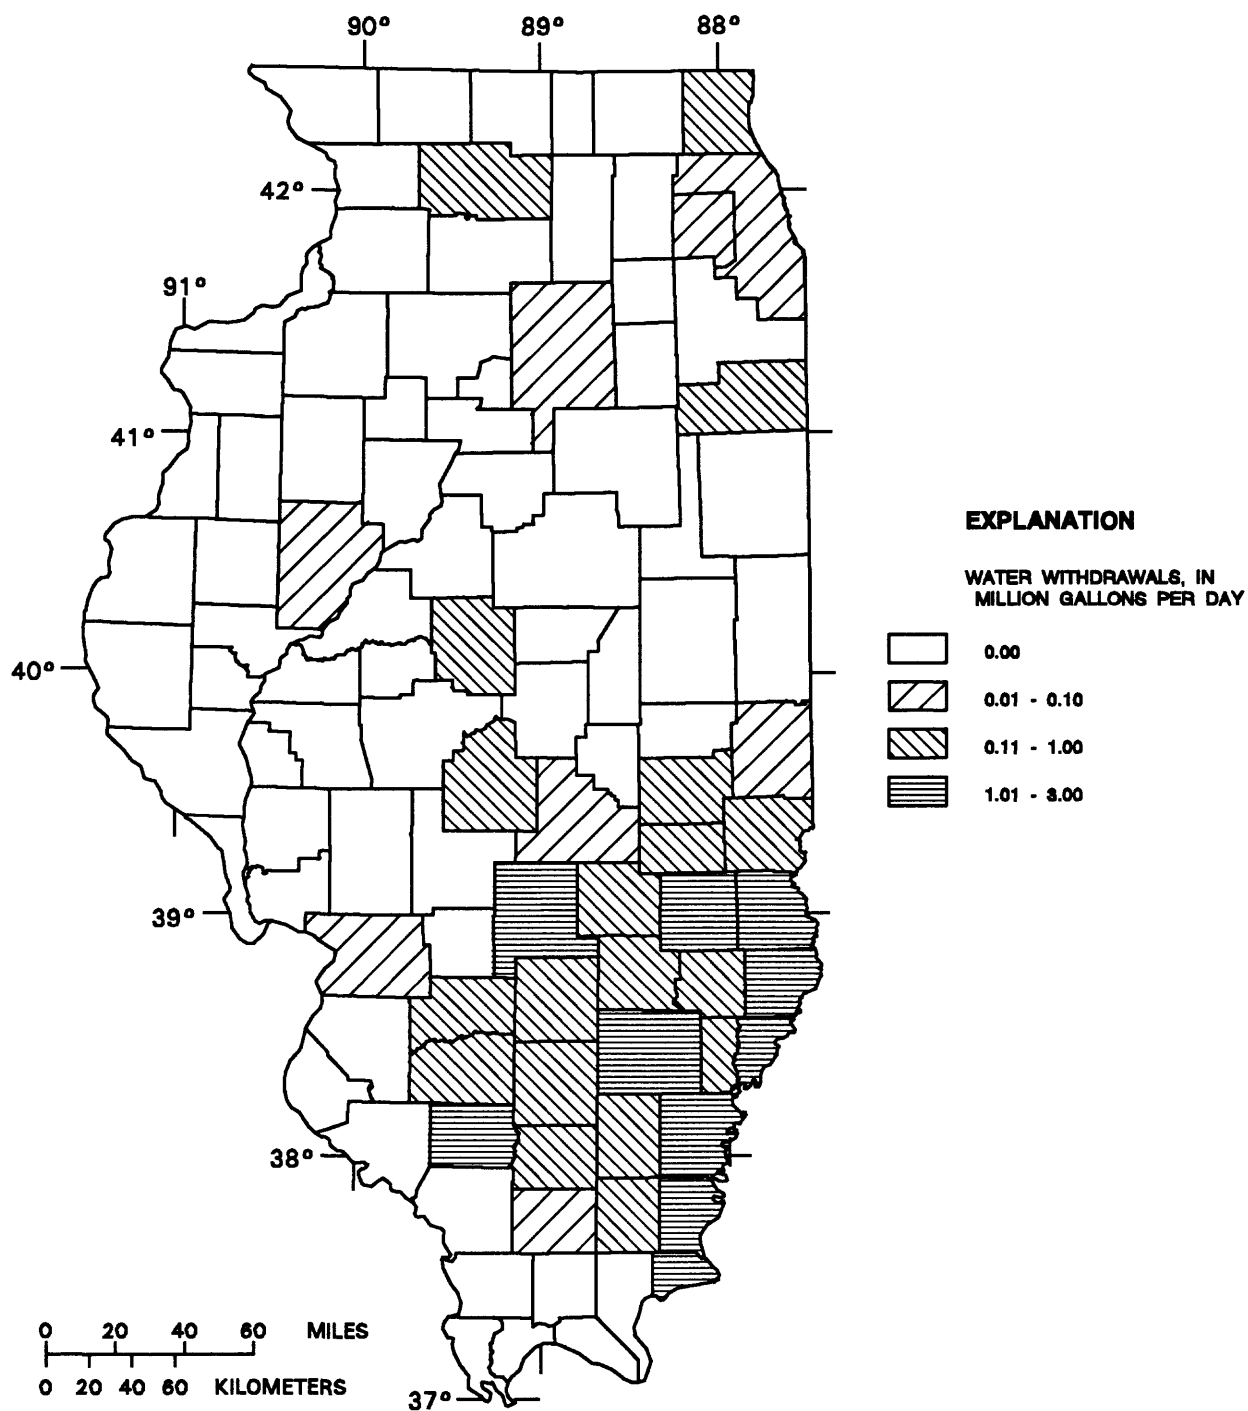 90° 89° 88°
42°
91°
41°
EXPLANATION
WATER WITHDRAWALS, IN
MILLION GALLONS PER DAY
0.00
40°
0.01 - 0.10
0.11 - 1.00
1.01 - 3.00
39°
38°
0 20 40 60 MILES
0 20 40 60 KILOMETERS
37°